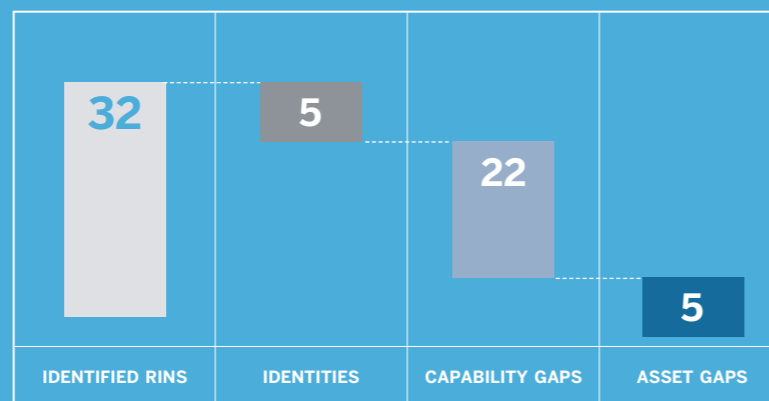 32
5
22
5
IDENTIFIED RINS
IDENTITIES
CAPABILITY GAPS
ASSET GAPS